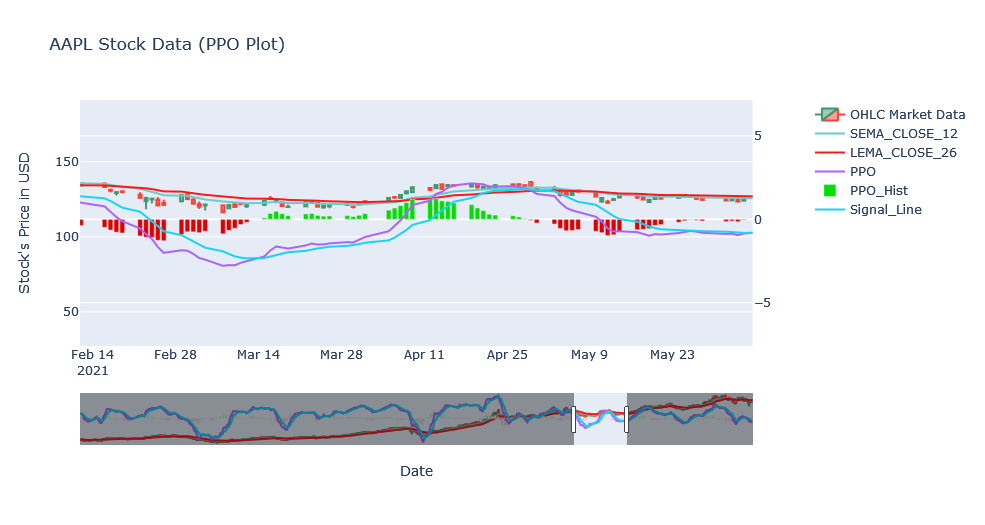 AAPL Stock Data (PPO Plot)
OHLC Market Data
SEMA_CLOSE_12
LEMA_CLOSE_26
PPO
PPO_Hist
Signal_Line
Stock's Price in USD
150
100
50
5
0
−5
Feb 14 Feb 28 Mar 14 Mar 28 Apr 11 Apr 25 May 9 May 23
2021
Date